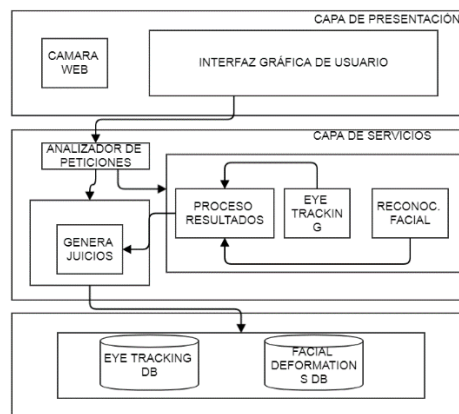 CAPA DE PRESENTACIÓN
CAMARA
WEB
INTERFAZ GRÁFICA DE USUARIO
CAPA DE SERVICIOS
ANALIZADOR DE
PETICIONES
PROCESO
RESULTADOS
EYE
TRACKIN
G
RECONOC.
FACIAL
GENERA
JUICIOS
EYE TRACKING
DB
FACIAL
DEFORMATION
S DB